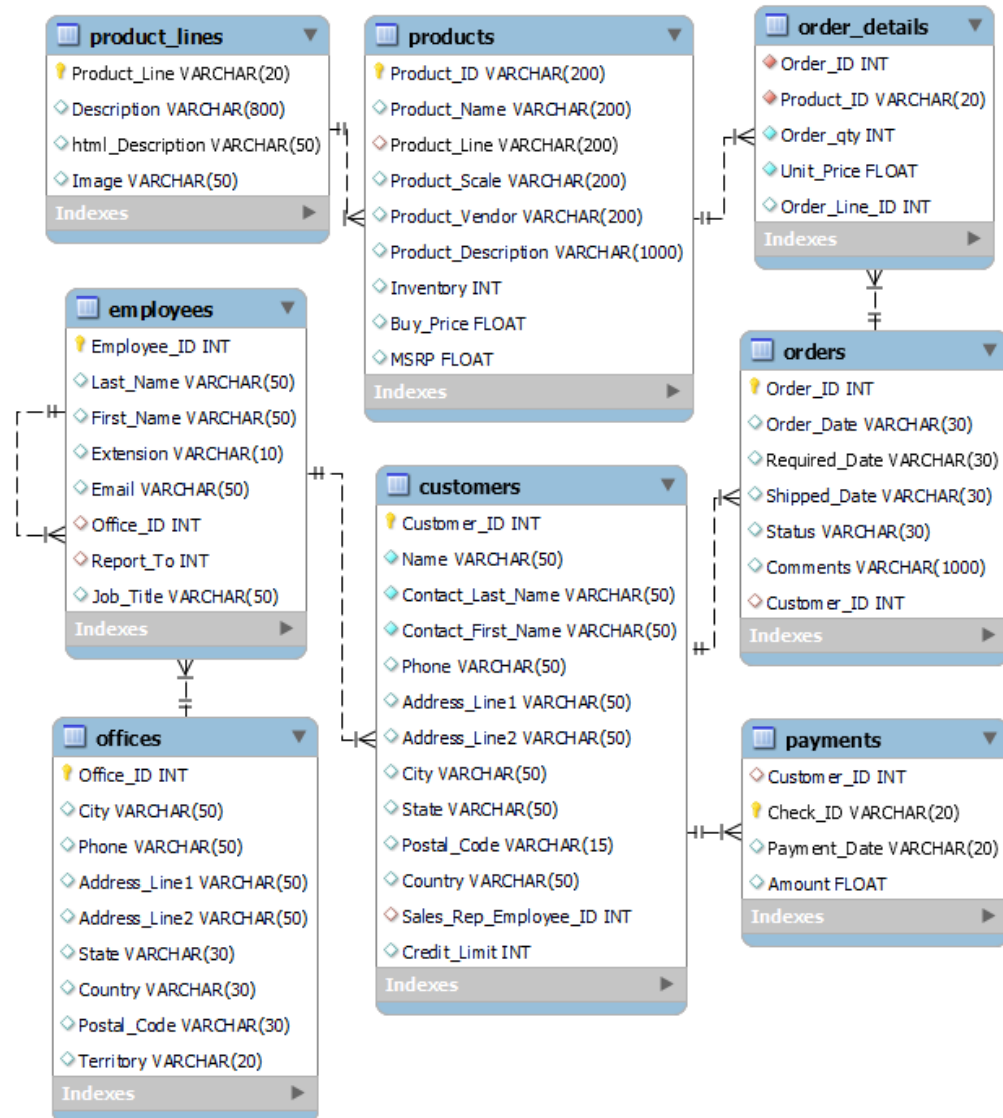 product_lines
Product_Line VARCHAR(20)
Description VARCHAR(800)
html_Description VARCHAR(50)
Image VARCHAR(50)
Indexes
products
Product_ID VARCHAR(200)
Product_Name VARCHAR(200)
Product_Line VARCHAR(200)
Product_Scale VARCHAR(200)
Product_Vendor VARCHAR(200)
Product_Description VARCHAR(1000)
Inventory INT
Buy_Price FLOAT
MSRP FLOAT
Indexes
order_details
Order_ID INT
Product_ID VARCHAR(20)
Order_qty INT
Unit_Price FLOAT
Order_Line_ID INT
Indexes
employees
Employee_ID INT
Last_Name VARCHAR(50)
First_Name VARCHAR(50)
Extension VARCHAR(10)
Email VARCHAR(50)
Office_ID INT
Report_To INT
Job_Title VARCHAR(50)
Indexes
customers
Customer_ID INT
Name VARCHAR(50)
Contact_Last_Name VARCHAR(50)
Contact_First_Name VARCHAR(50)
Phone VARCHAR(50)
Address_Line1 VARCHAR(50)
Address_Line2 VARCHAR(50)
City VARCHAR(50)
State VARCHAR(50)
Postal_Code VARCHAR(15)
Country VARCHAR(50)
Sales_Rep_Employee_ID INT
Credit_Limit INT
Indexes
orders
Order_ID INT
Order_Date VARCHAR(30)
Required_Date VARCHAR(30)
Shipped_Date VARCHAR(30)
Status VARCHAR(30)
Comments VARCHAR(1000)
Customer_ID INT
Indexes
offices
Office_ID INT
City VARCHAR(50)
Phone VARCHAR(50)
Address_Line1 VARCHAR(50)
Address_Line2 VARCHAR(50)
State VARCHAR(30)
Country VARCHAR(30)
Postal_Code VARCHAR(30)
Territory VARCHAR(20)
Indexes
payments
Customer_ID INT
Check_ID VARCHAR(20)
Payment_Date VARCHAR(20)
Amount FLOAT
Indexes